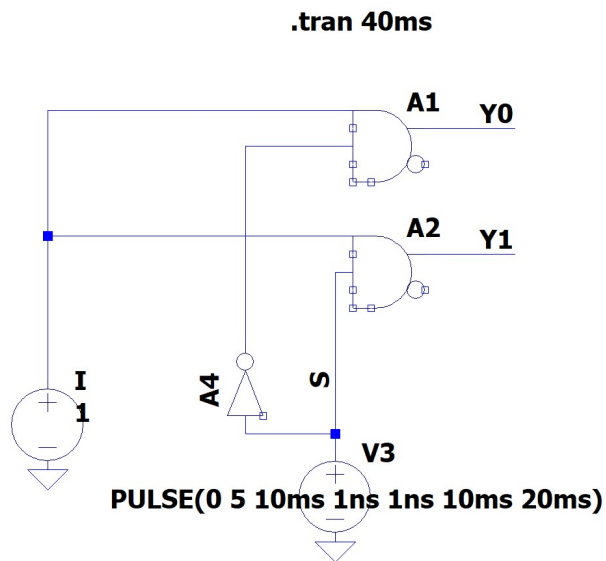 .tran 40ms
A1
Y0
A2
Y1
A4
S
I
1
V3
PULSE(0 5 10ms 1ns 1ns 10ms 20ms)